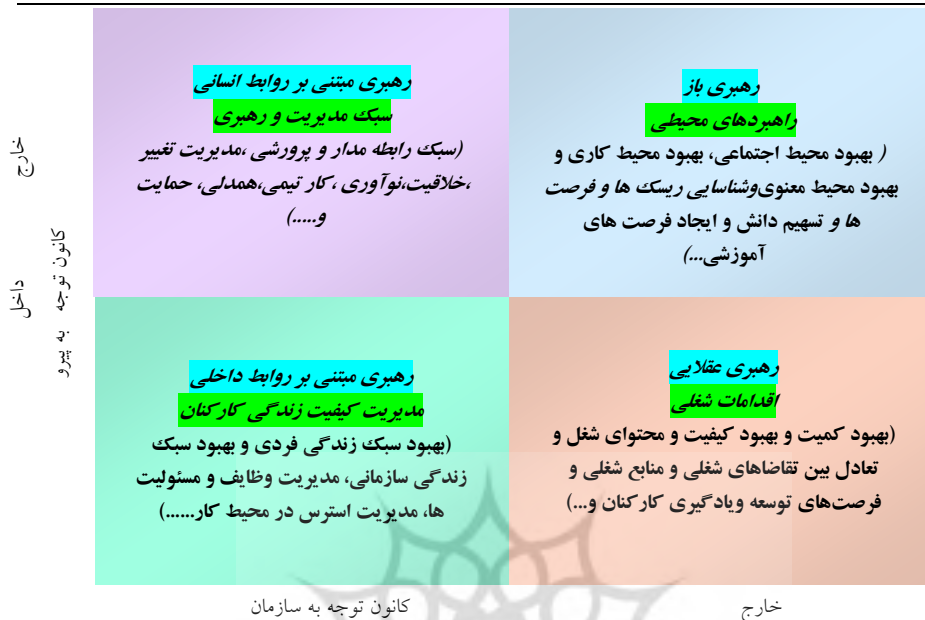 رهبری باز
راهبردهای محیطی
( بهبود محیط اجتماعی، بهبود محیط کاری و
بهبود محیط معنوی‌وشناسایی ریسک ها و فرصت
ها و تسهیم دانش و ایجاد فرصت های
آموزشی...)
رهبری مبتنی بر روابط انسانی
سبک مدیریت و رهبری
(سبک رابطه مدار و پرورشی ،مدیریت تغییر
،خلاقیت،نوآوری ،کار تیمی،همدلی، حمایت
و.....)
خارج
داخل
کانون توجه به پیرو
رهبری عقلایی
اقدامات شغلی
(بهبود کمیت و بهبود کیفیت و محتوای شغل و
تعادل بین تقاضاهای شغلی و منابع شغلی و
فرصت‌های توسعه ویادگیری کارکنان و...)
رهبری مبتنی بر روابط داخلی
مدیریت کیفیت زندگی کارکنان
(بهبود سبک زندگی فردی و بهبود سبک
زندگی سازمانی، مدیریت وظایف و مسئولیت
ها، مدیریت استرس در محیط کار......)
خارج
کانون توجه به سازمان